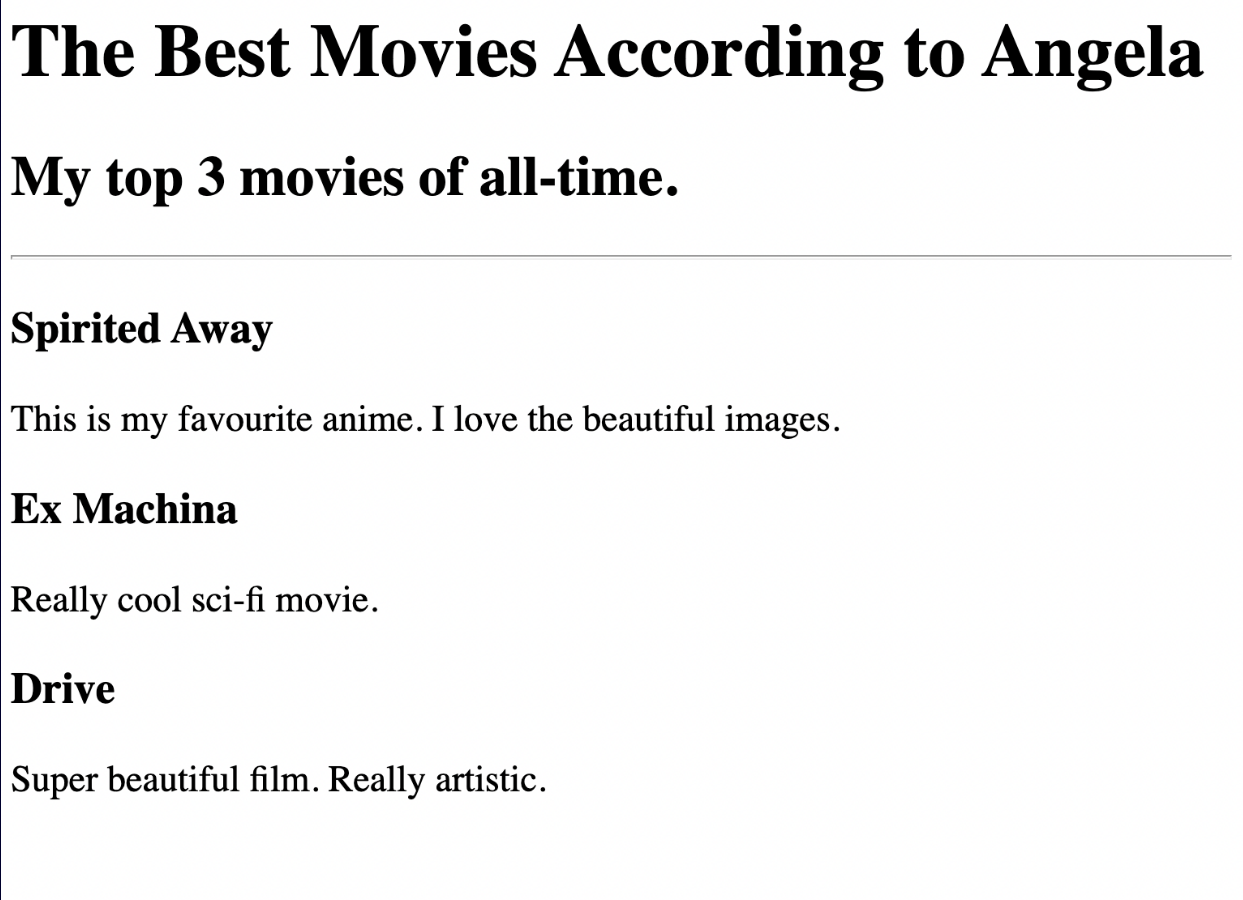 The Best Movies According to Angela
My top 3 movies of all-time.
Spirited Away
This is my favourite anime. I love the beautiful images.
Ex Machina
Really cool sci-fi movie.
Drive
Super beautiful film. Really artistic.